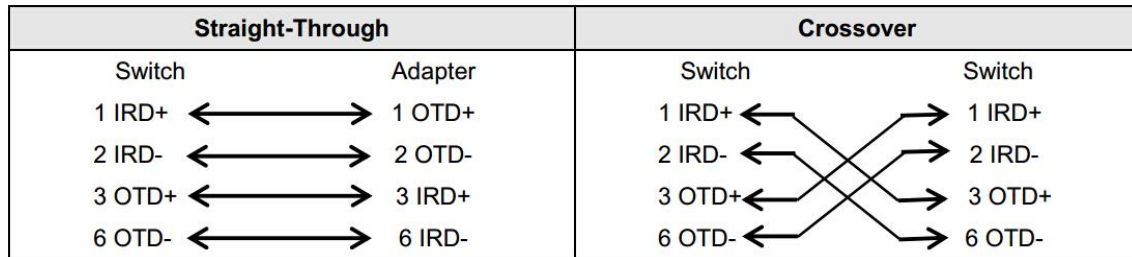 Straight-Through Crossover
Switch Adapter Switch Switch
1 IRD+ 1 OTD+ 1 IRD+ 1 IRD+
2 IRD- 2 OTD- 2 IRD- 2 IRD-
3 OTD+ 3 IRD+ 3 OTD+ 3 OTD+
6 OTD- 6 IRD- 6 OTD- 6 OTD-